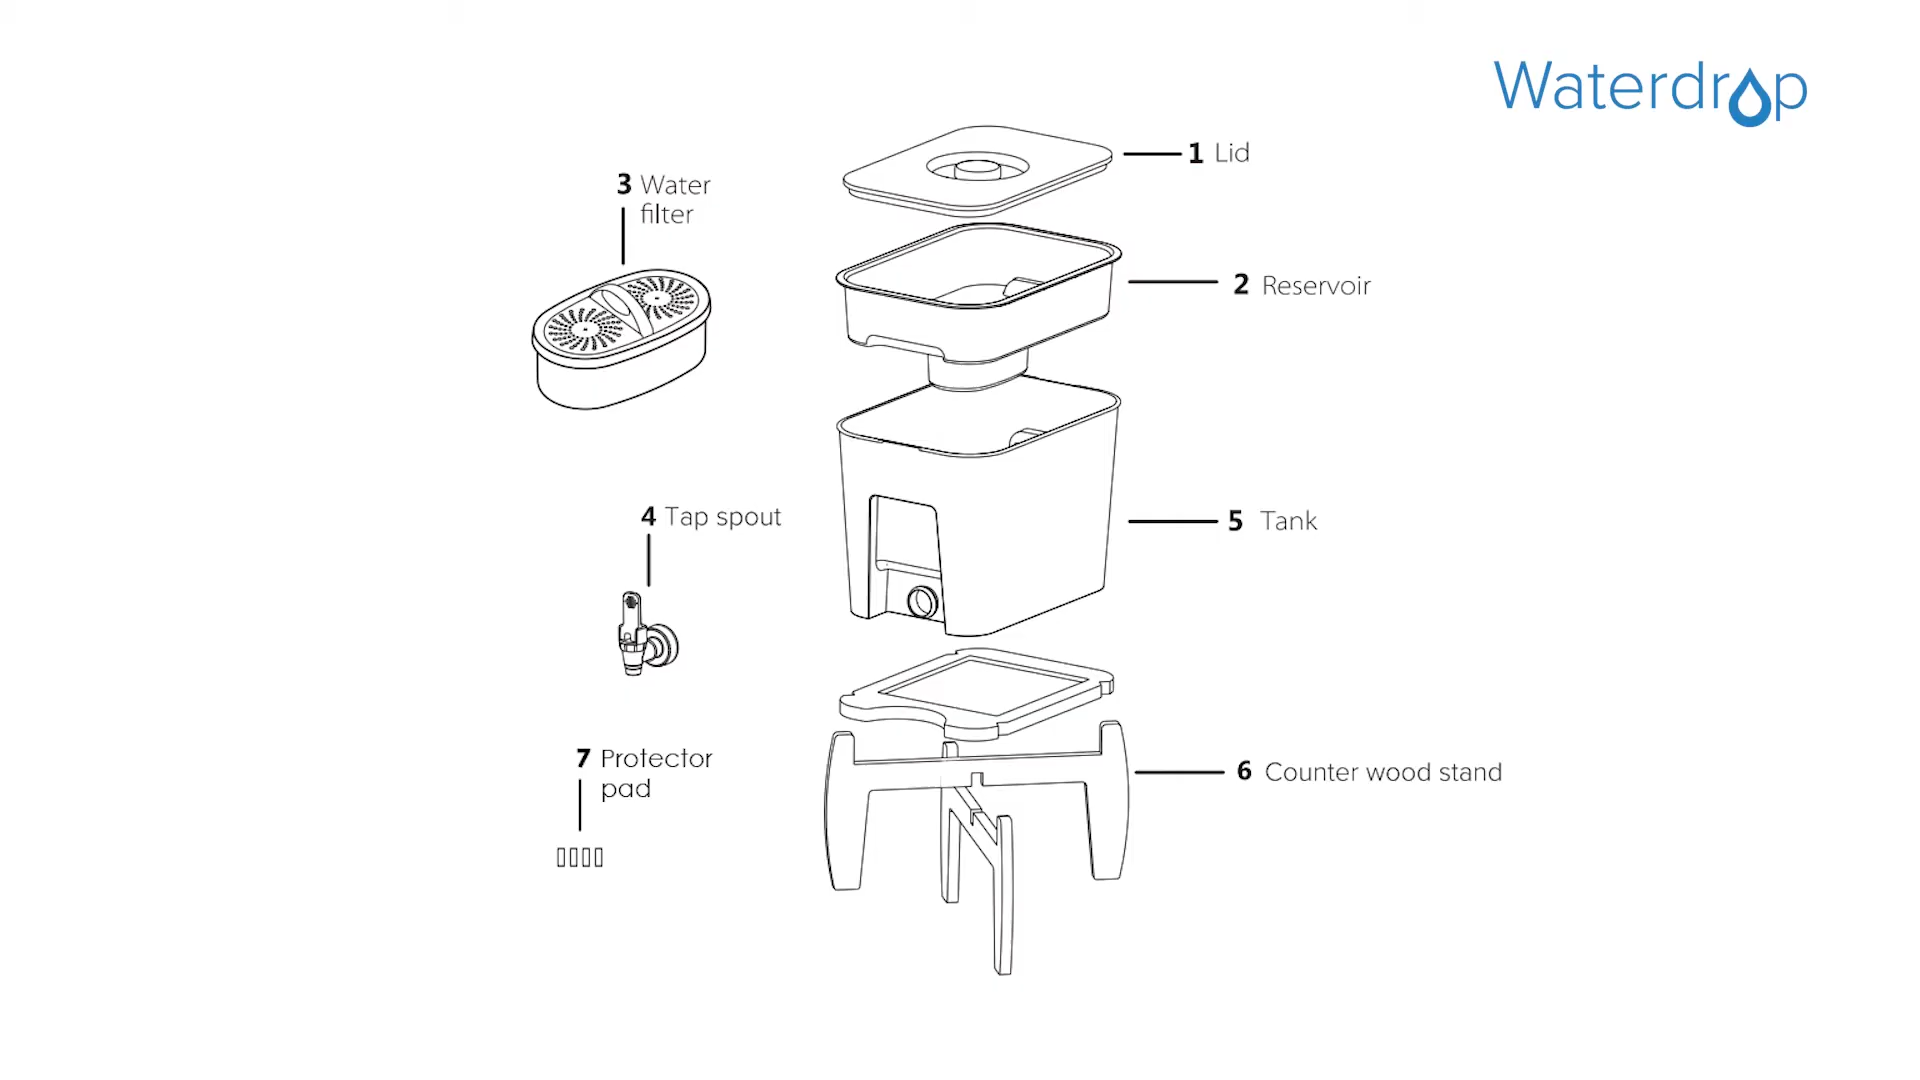 Waterdrop
1 Lid
3 Water
filter
2 Reservoir
4 Tap spout
5 Tank
7 Protector
pad
6 Counter wood stand